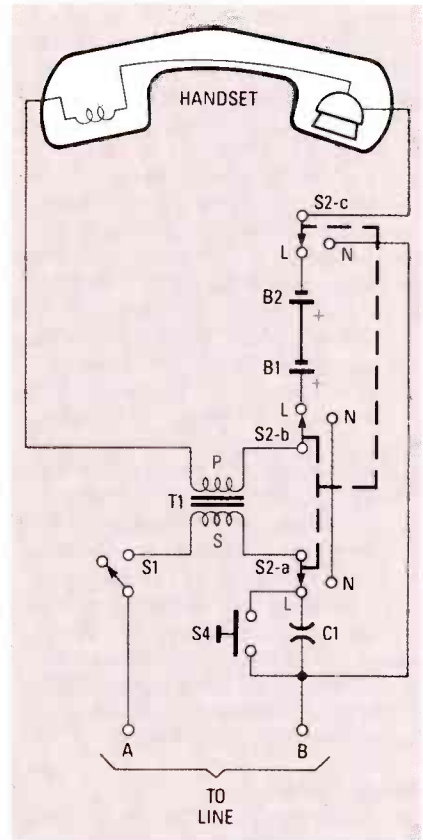 HANDSET
S2-c
L
N
B2
+
B1
+
L
N
S2-b
P
T1
S
S1
S2-a
L
N
S4
C1
A
B
TO
LINE